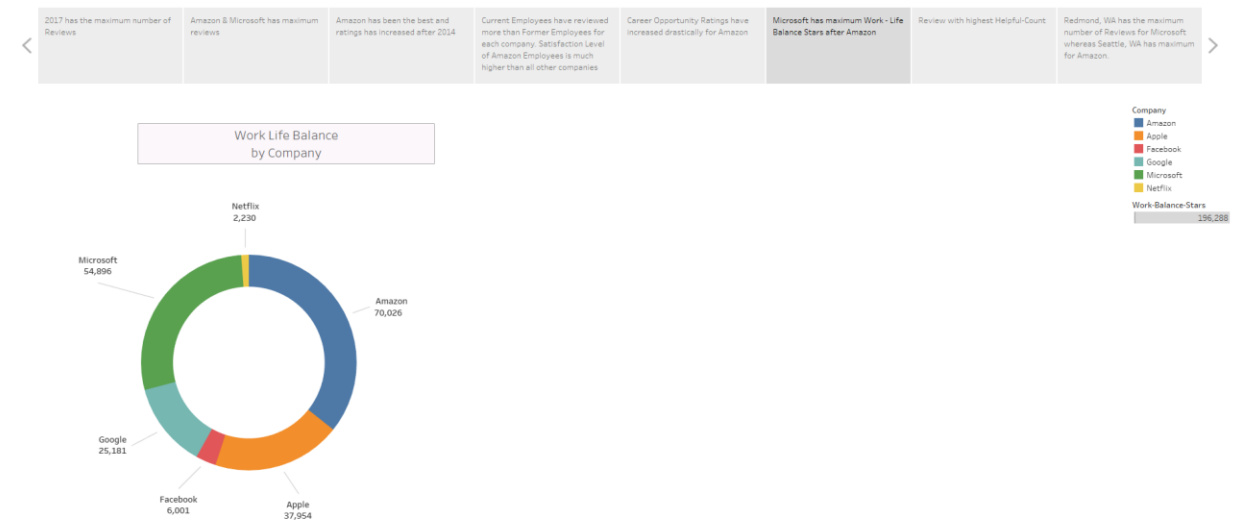 2017 has the maximum number of
Reviews
Amazon & Microsoft has maximum
reviews
Amazon has been the best and
ratings has increased after 2014
Current Employees have reviewed
more than Former Employees for
each company. Satisfaction Level
of Amazon Employees is much
higher than all other companies
Career Opportunity Ratings have
increased drastically for Amazon
Microsoft has maximum Work - Life
Balance Stars after Amazon
Review with highest Helpful-Count
Redmond, WA has the maximum
number of Reviews for Microsoft
whereas Seattle, WA has maximum
for Amazon.
Work Life Balance
by Company
Company
Amazon
Apple
Facebook
Google
Microsoft
Netflix
Work-Balance-Stars
196,288
Netflix
2,230
Microsoft
54,896
Amazon
70,026
Google
25,181
Facebook
6,001
Apple
37,954